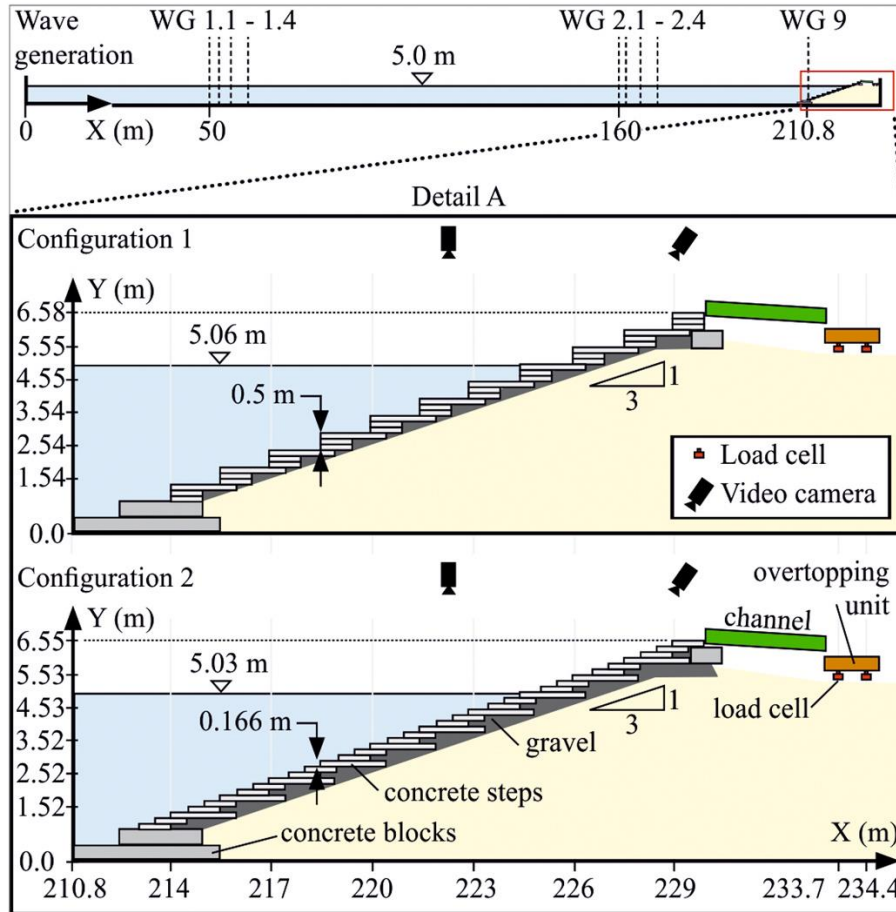 Wave generation
WG 1.1 - 1.4
WG 2.1 - 2.4
WG 9
5.0 m
0
X (m)
50
160
210.8
Detail A
Configuration 1
Y (m)
6.58
5.55
4.55
3.54
2.54
1.54
0.0
5.06 m
0.5 m
1
3
Load cell
Video camera
Configuration 2
Y (m)
6.55
5.53
4.53
3.52
2.52
1.52
0.0
5.03 m
0.166 m
1
3
overtopping
unit
channel
load cell
gravel
concrete steps
concrete blocks
X (m)
210.8
214
217
220
223
226
229
233.7
234.4